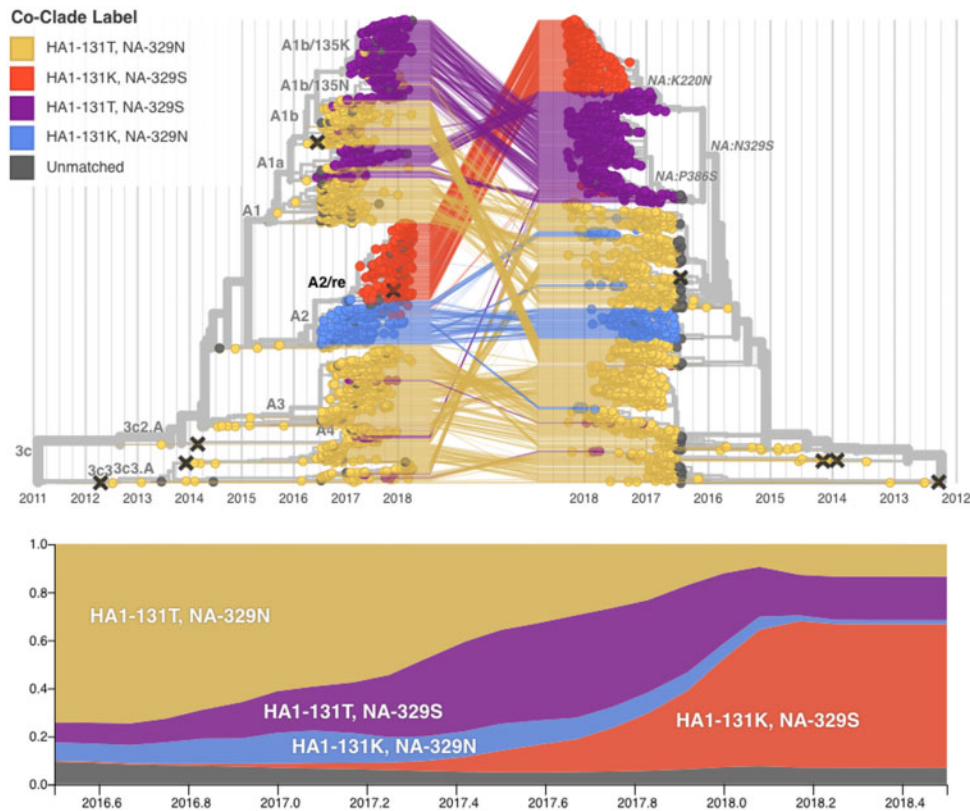 Co-Clade Label
HA1-131T, NA-329N
HA1-131K, NA-329S
HA1-131T, NA-329S
HA1-131K, NA-329N
Unmatched
A1b/135K
A1b/135N
A1b
A1a
A1
A2/re
A2
A3
A4
3c2.A
3c
3c3
3c3.A
NA:K220N
NA:N329S
NA:P386S
2011 2012 2013 2014 2015 2016 2017 2018 2018 2017 2016 2015 2014 2013 2012
1.0
0.8
0.6
0.4
0.2
0.0
HA1-131T, NA-329N
HA1-131T, NA-329S
HA1-131K, NA-329N
HA1-131K, NA-329S
2016.6 2016.8 2017.0 2017.2 2017.4 2017.6 2017.8 2018.0 2018.2 2018.4